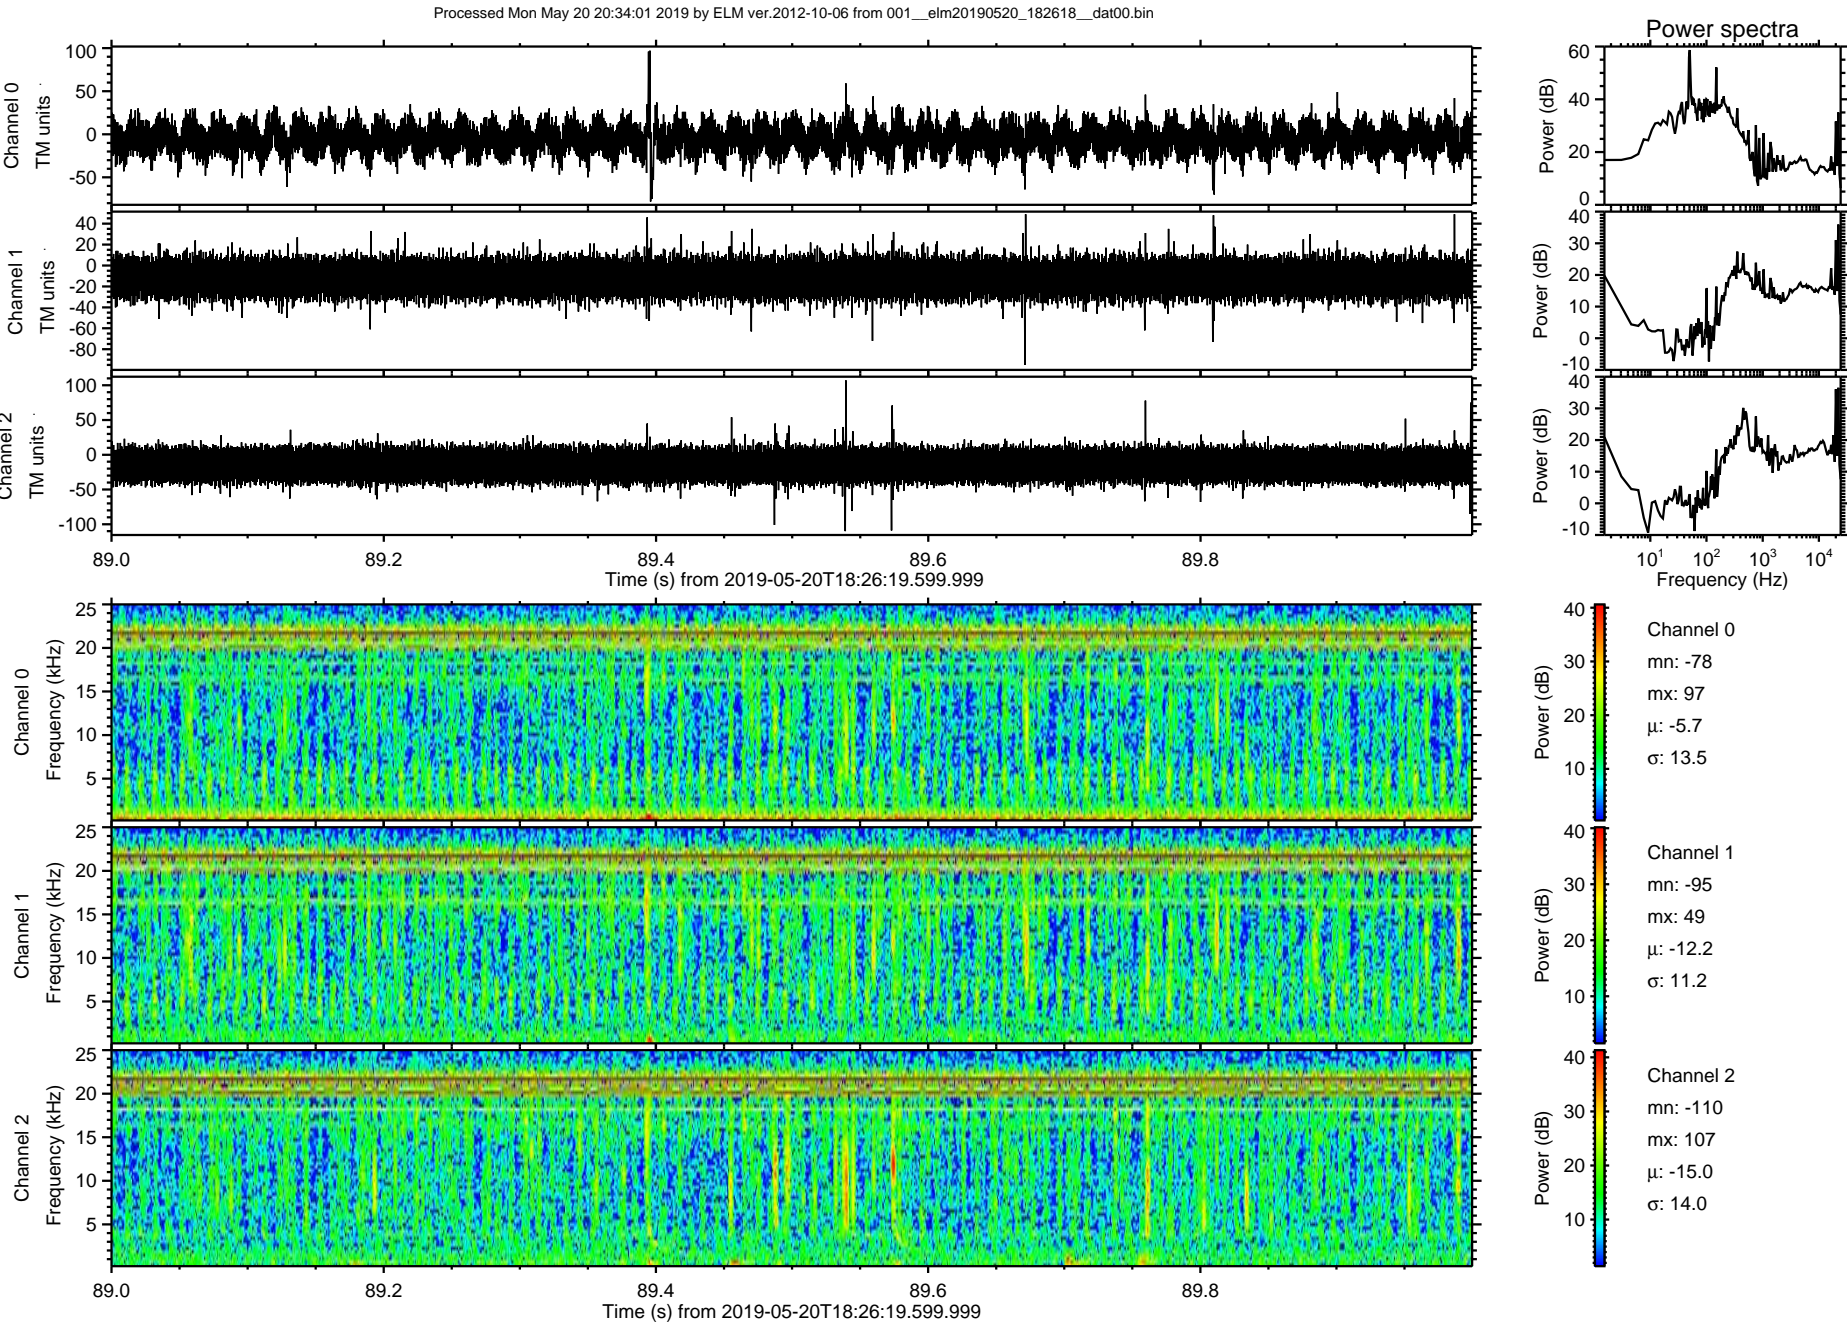 Processed Mon May 20 20:34:01 2019 by ELM ver.2012-10-06 from 001__elm20190520_182618__dat00.bin
Power spectra
Channel 0
TM units
100
50
0
-50
Power (dB)
60
40
20
0
Channel 1
TM units
40
20
0
-20
-40
-60
-80
Power (dB)
40
30
20
10
0
-10
Channel 2
TM units
100
50
0
-50
-100
Power (dB)
40
30
20
10
0
-10
89.0 89.2 89.4 89.6 89.8
Time (s) from 2019-05-20T18:26:19.599.999
10^1 10^2 10^3 10^4
Frequency (Hz)
Channel 0
Frequency (kHz)
25
20
15
10
5
Power (dB)
40
30
20
10
Channel 0
mn: -78
mx: 97
μ: -5.7
σ: 13.5
Channel 1
Frequency (kHz)
25
20
15
10
5
Power (dB)
40
30
20
10
Channel 1
mn: -95
mx: 49
μ: -12.2
σ: 11.2
Channel 2
Frequency (kHz)
25
20
15
10
5
Power (dB)
40
30
20
10
Channel 2
mn: -110
mx: 107
μ: -15.0
σ: 14.0
89.0 89.2 89.4 89.6 89.8
Time (s) from 2019-05-20T18:26:19.599.999